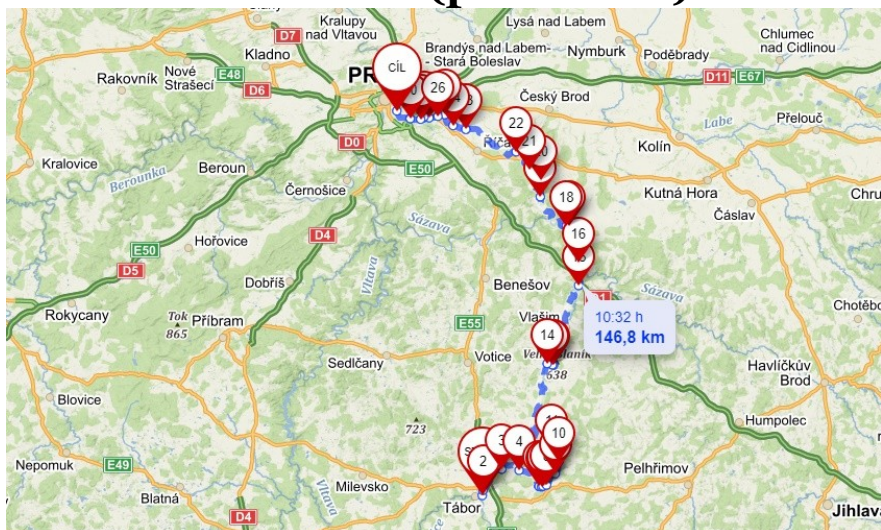 Kralupy
nad Vltavou
Lysá nad Labem
Chlumec
nad Cidlinou
D7
Kladno
Brandýs nad Labem-
- Stará Boleslav
Nymburk
Poděbrady
Rakovník
Nové
Strašecí
E48
D6
PR
CÍL
26
D11
E67
Český Brod
Přelouč
22
21
Labe
Kolín
D0
E50
Kralovice
Beroun
Berounka
Černošice
18
Kutná Hora
Chru
Čáslav
16
Sázava
E50
Hořovice
D4
D5
Dobříš
Vltava
Benešov
Sázava
Rokycany
Tok
865
Příbram
E55
Vlašim
10:32 h
146,8 km
Chotěbo
14
Sedlčany
Votice
638
Havlíčkův
Brod
Blovice
723
3
4
10
2
Humpolec
Nepomuk
E49
Blatná
Vltava
Milevsko
Pelhřimov
Tábor
D4
Jihlava